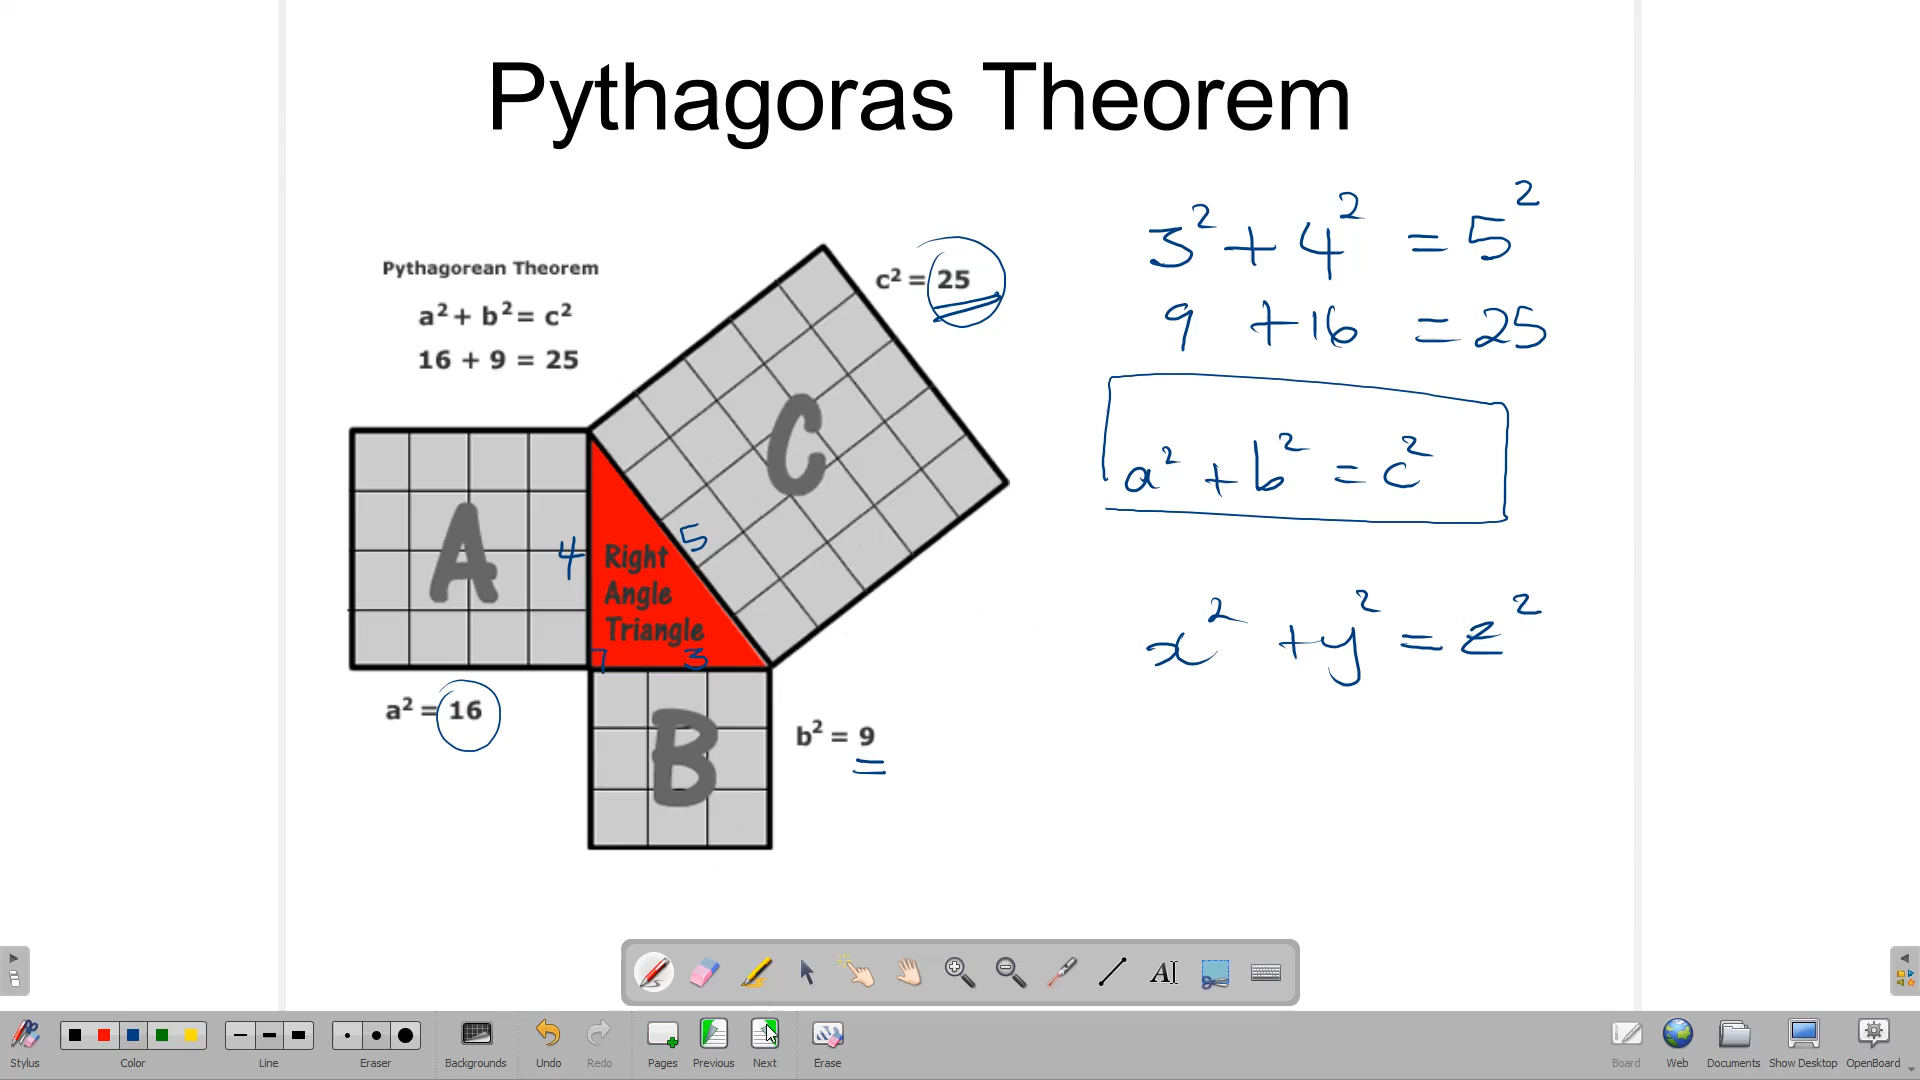 Pythagoras Theorem
Pythagorean Theorem
a² + b² = c²
16 + 9 = 25
c² = 25
3² + 4² = 5²
9 + 16 = 25
a² + b² = c²
x² + y² = z²
A
C
4
5
Right
Angle
Triangle
3
a² = 16
B
b² = 9
AI
Stylus
Color
Line
Eraser
Backgrounds
Undo
Redo
Pages
Previous
Next
Erase
Board
Web
Documents
Show Desktop
OpenBoard